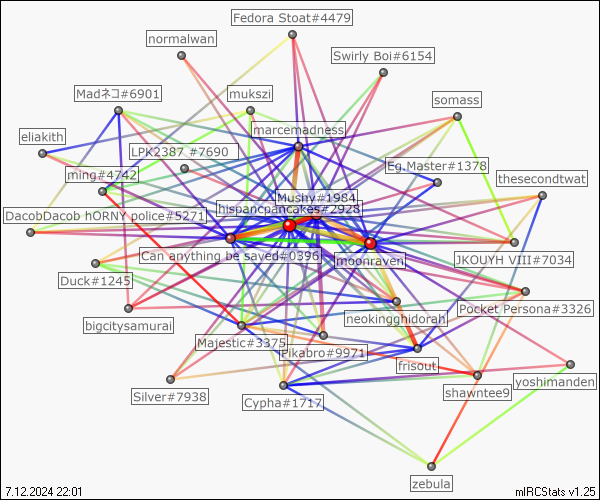 Fedora Stoat#4479
normalwan
Swirly Boi#6154
Madネコ#6901
mukszi
somass
marcemadness
eliakith
LPK2387_#7690
Eg.Master#1378
ming#4742
thesecondtwat
Mushy#1984
hispancpancakes#2928
DacobDacob hORNY police#5271
Can anything be saved#0396
moonraven
JKOUYH VIII#7034
Duck#1245
Pocket Persona#3326
neokingghidorah
bigcitysamurai
Majestic#3375
Pikabro#9971
frisout
yoshimanden
shawntee9
Silver#7938
Cypha#1717
zebula
7.12.2024 22:01
mIRCStats v1.25